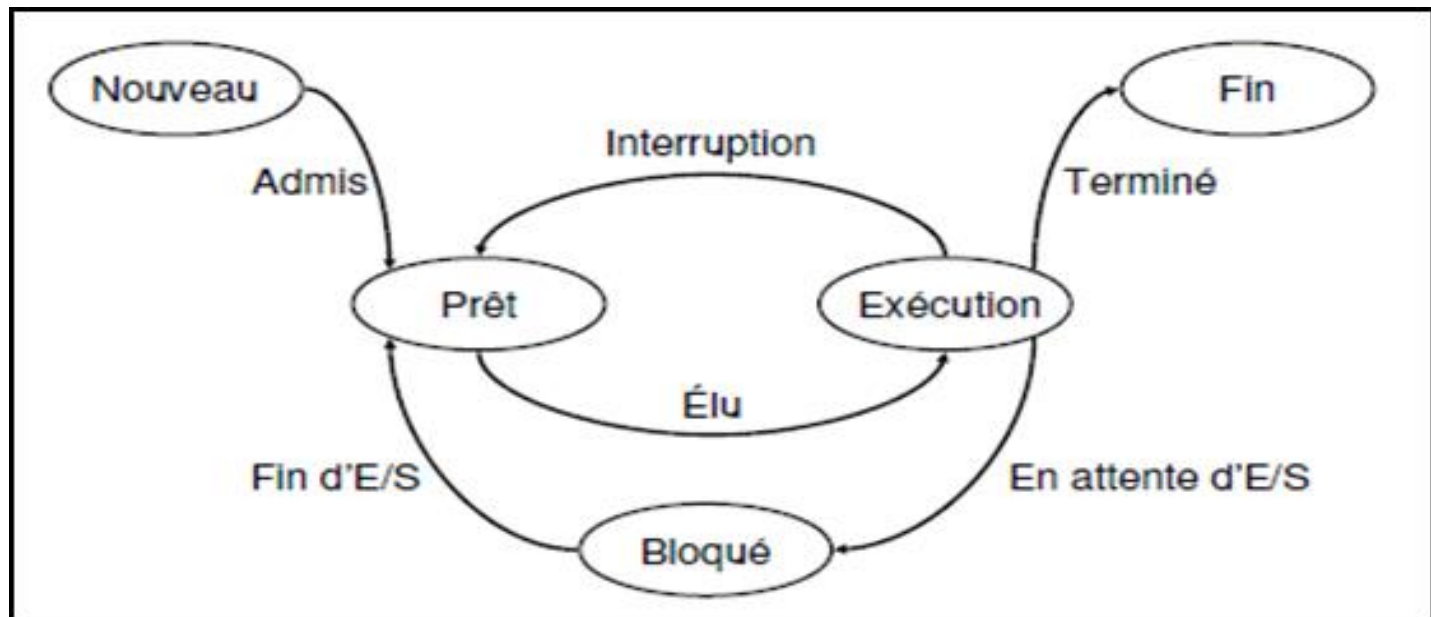 Nouveau
Fin
Interruption
Admis
Terminé
Prêt
Exécution
Élu
Fin d'E/S
En attente d'E/S
Bloqué